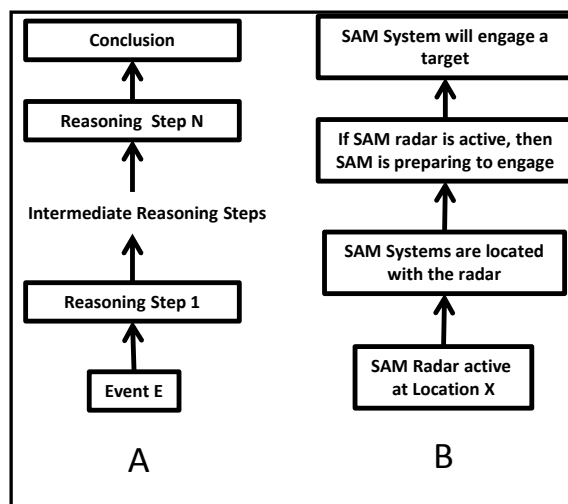 Conclusion
Reasoning Step N
Intermediate Reasoning Steps
Reasoning Step 1
Event E
A
SAM System will engage a
target
If SAM radar is active, then
SAM is preparing to engage
SAM Systems are located
with the radar
SAM Radar active
at Location X
B